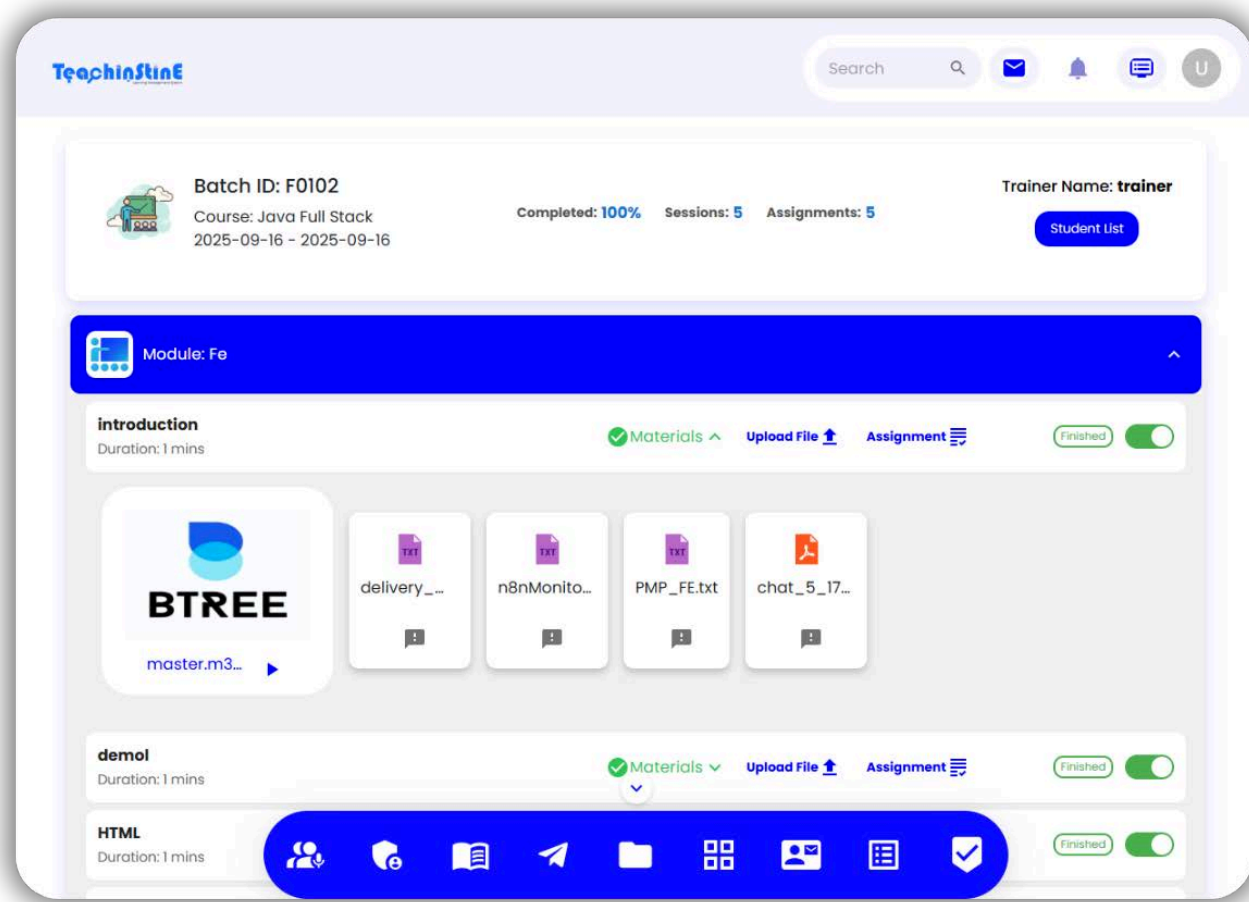 TeachinstinE
Search
U
Batch ID: F0102
Course: Java Full Stack
2025-09-16 - 2025-09-16
Completed: 100% Sessions: 5 Assignments: 5
Trainer Name: trainer
Student List
Module: Fe
introduction
Duration: 1 mins
Materials
Upload File
Assignment
Finished
BTREE
master.m3...
TXT
delivery_...
TXT
n8nMonito...
TXT
PMP_FE.txt
chat_5_17...
demol
Duration: 1 mins
Materials
Upload File
Assignment
Finished
HTML
Duration: 1 mins
Finished